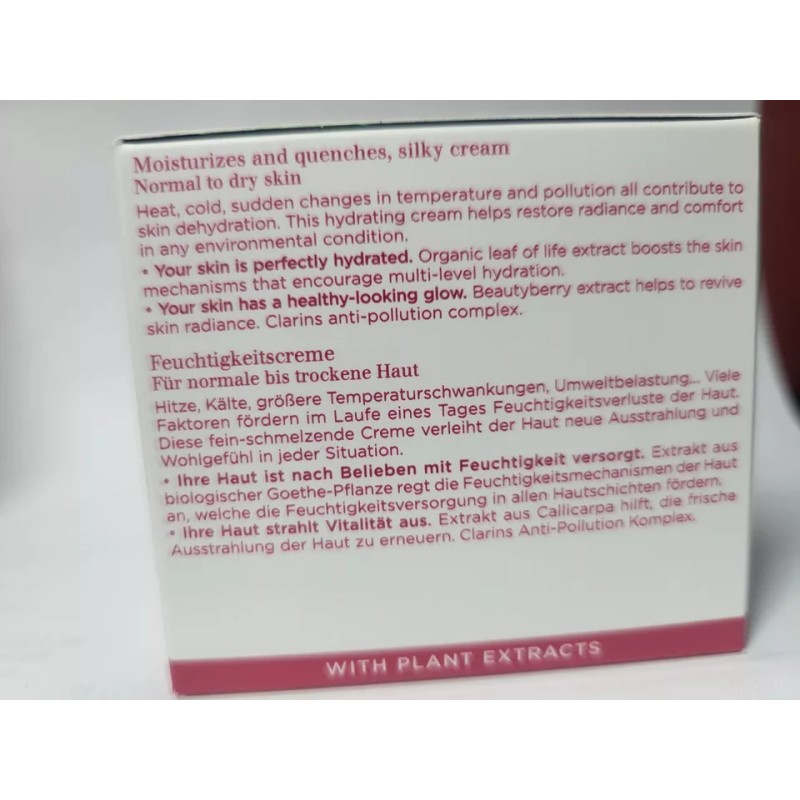 Moisturizes and quenches, silky cream
Normal to dry skin
Heat, cold, sudden changes in temperature and pollution all contribute to
skin dehydration. This hydrating cream helps restore radiance and comfort
in any environmental condition.
• Your skin is perfectly hydrated. Organic leaf of life extract boosts the skin
mechanisms that encourage multi-level hydration.
• Your skin has a healthy-looking glow. Beautyberry extract helps to revive
skin radiance. Clarins anti-pollution complex.
Feuchtigkeitscreme
Für normale bis trockene Haut
Hitze, Kälte, größere Temperaturschwankungen, Umweltbelastung... Viele
Faktoren fördern im Laufe eines Tages Feuchtigkeitsverluste der Haut.
Diese fein-schmelzende Creme verleiht der Haut neue Ausstrahlung und
Wohlgefühl in jeder Situation.
• Ihre Haut ist nach Belieben mit Feuchtigkeit versorgt. Extrakt aus
biologischer Goethe-Pflanze regt die Feuchtigkeitsmechanismen der Haut
an, welche die Feuchtigkeitsversorgung in allen Hautschichten fördern.
• Ihre Haut strahlt Vitalität aus. Extrakt aus Callicarpa hilft, die frische
Ausstrahlung der Haut zu erneuern. Clarins Anti-Pollution Komplex.
WITH PLANT EXTRACTS